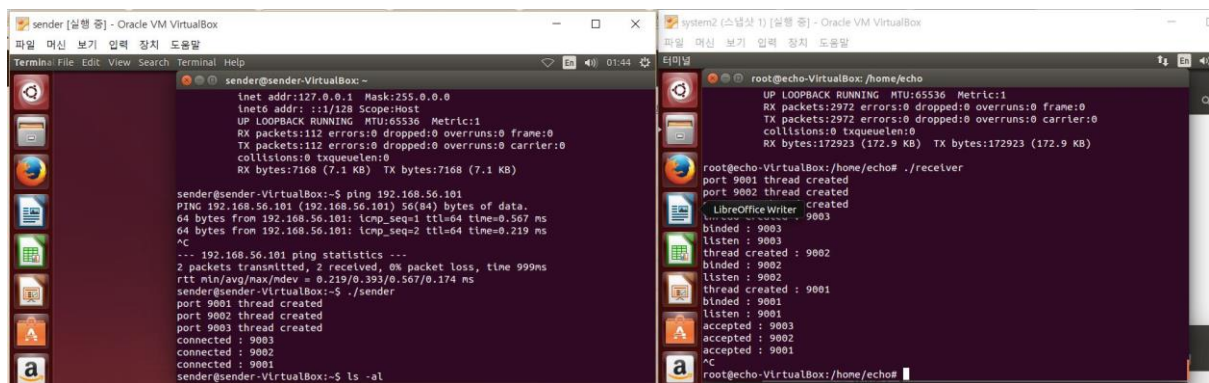 sender [실행 중] - Oracle VM VirtualBox
파일 머신 보기 입력 장치 도움말
Terminal File Edit View Search Terminal Help
En
01:44
sender@sender-VirtualBox: ~
inet addr:127.0.0.1 Mask:255.0.0.0
inet6 addr: ::1/128 Scope:Host
UP LOOPBACK RUNNING MTU:65536 Metric:1
RX packets:112 errors:0 dropped:0 overruns:0 frame:0
TX packets:112 errors:0 dropped:0 overruns:0 carrier:0
collisions:0 txqueuelen:0
RX bytes:7168 (7.1 KB) TX bytes:7168 (7.1 KB)
sender@sender-VirtualBox:~$ ping 192.168.56.101
PING 192.168.56.101 (192.168.56.101) 56(84) bytes of data.
64 bytes from 192.168.56.101: icmp_seq=1 ttl=64 time=0.567 ms
64 bytes from 192.168.56.101: icmp_seq=2 ttl=64 time=0.219 ms
^C
--- 192.168.56.101 ping statistics ---
2 packets transmitted, 2 received, 0% packet loss, time 999ms
rtt min/avg/max/mdev = 0.219/0.393/0.567/0.174 ms
sender@sender-VirtualBox:~$ ./sender
port 9001 thread created
port 9002 thread created
port 9003 thread created
connected : 9003
connected : 9002
connected : 9001
sender@sender-VirtualBox:~$ ls -al
system2 (스냅샷 1) [실행 중] - Oracle VM VirtualBox
파일 머신 보기 입력 장치 도움말
터미널
En
root@echo-VirtualBox: /home/echo
UP LOOPBACK RUNNING MTU:65536 Metric:1
RX packets:2972 errors:0 dropped:0 overruns:0 frame:0
TX packets:2972 errors:0 dropped:0 overruns:0 carrier:0
collisions:0 txqueuelen:0
RX bytes:172923 (172.9 KB) TX bytes:172923 (172.9 KB)
root@echo-VirtualBox:/home/echo# ./receiver
port 9001 thread created
port 9002 thread created
created
LibreOffice Writer
thread created : 9003
binded : 9003
listen : 9003
thread created : 9002
binded : 9002
listen : 9002
thread created : 9001
binded : 9001
listen : 9001
accepted : 9003
accepted : 9002
accepted : 9001
^C
root@echo-VirtualBox:/home/echo#